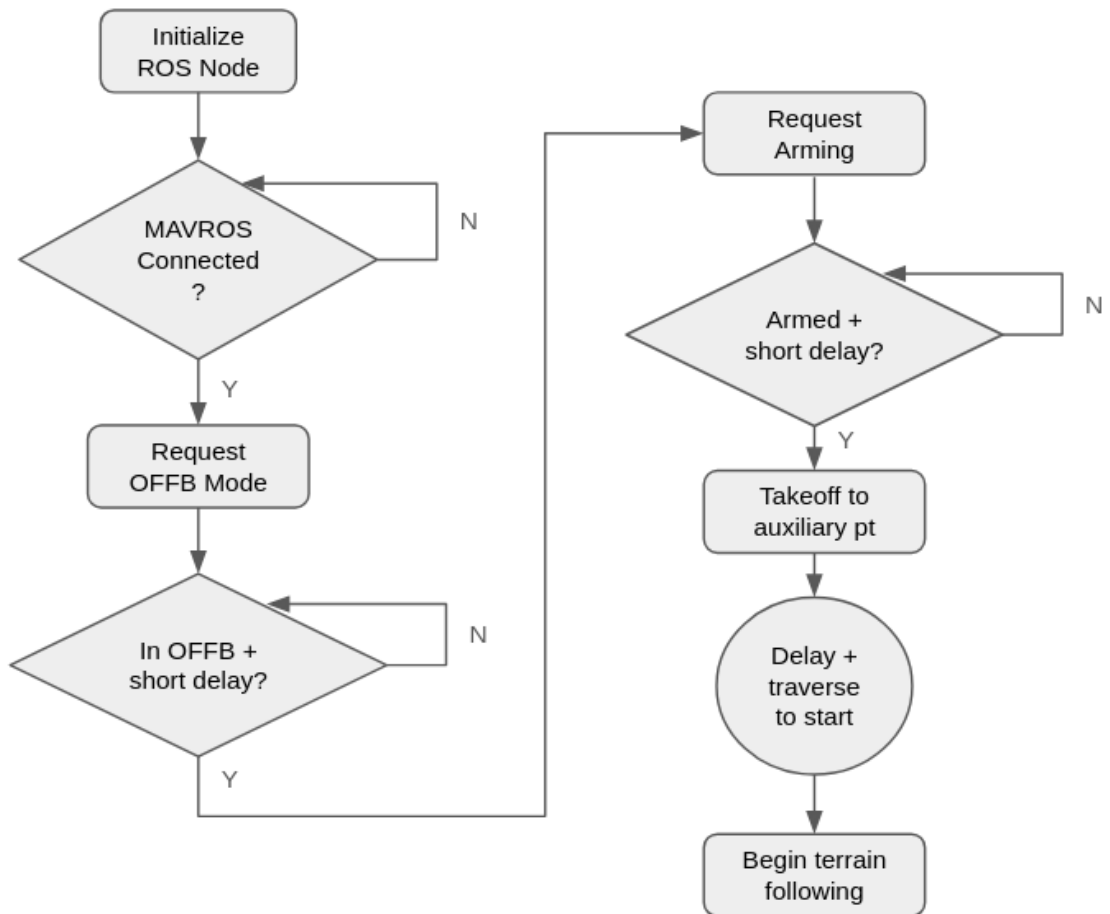 Initialize
ROS Node
MAVROS
Connected
?
N
Y
Request
OFFB Mode
In OFFB +
short delay?
N
Y
Request
Arming
Armed +
short delay?
N
Y
Takeoff to
auxiliary pt
Delay +
traverse
to start
Begin terrain
following